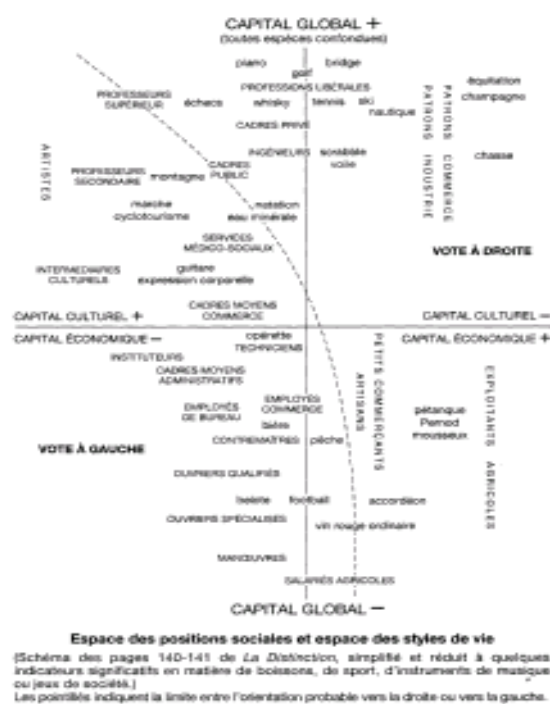 CAPITAL GLOBAL +
(toutes espèces confondues)
piano bridge
golf
PROFESSIONS LIBÉRALES
équitation
PROFESSEURS
SUPÉRIEUR
échecs whisky tennis ski
champagne
nautique
CADRES PRIVÉ
PATRONS INDUSTRIE
PATRONS COMMERCE
INGÉNIEURS scrabble
voile
chasse
ARTISTES
CADRES
PUBLIC
PROFESSEURS
SECONDAIRE
montagne
marche
cyclotourisme
natation
eau minérale
SERVICES
MÉDICO-SOCIAUX
VOTE À DROITE
INTERMEDIAIRES
CULTURELS
guitare
expression corporelle
CADRES MOYENS
COMMERCE
CAPITAL CULTUREL + CAPITAL CULTUREL −
CAPITAL ÉCONOMIQUE − CAPITAL ÉCONOMIQUE +
opérette
TECHNICIENS
INSTITUTEURS
CADRES MOYENS
ADMINISTRATIFS
ARTISANS
PETITS COMMERÇANTS
EXPLOITANTS AGRICOLES
EMPLOYÉS
DE BUREAU
EMPLOYÉS
COMMERCE
bière
pétanque
Pernod
mousseux
CONTREMAÎTRES pêche
VOTE À GAUCHE
OUVRIERS QUALIFIÉS
belote football accordéon
OUVRIERS SPÉCIALISÉS
vin rouge ordinaire
MANŒUVRES
SALARIÉS AGRICOLES
CAPITAL GLOBAL −
Espace des positions sociales et espace des styles de vie
(Schéma des pages 140-141 de La Distinction, simplifié et réduit à quelques
indicateurs significatifs en matière de boissons, de sport, d'instruments de musique
ou jeux de société.)
Les pointillés indiquent la limite entre l'orientation probable vers la droite ou vers la gauche.